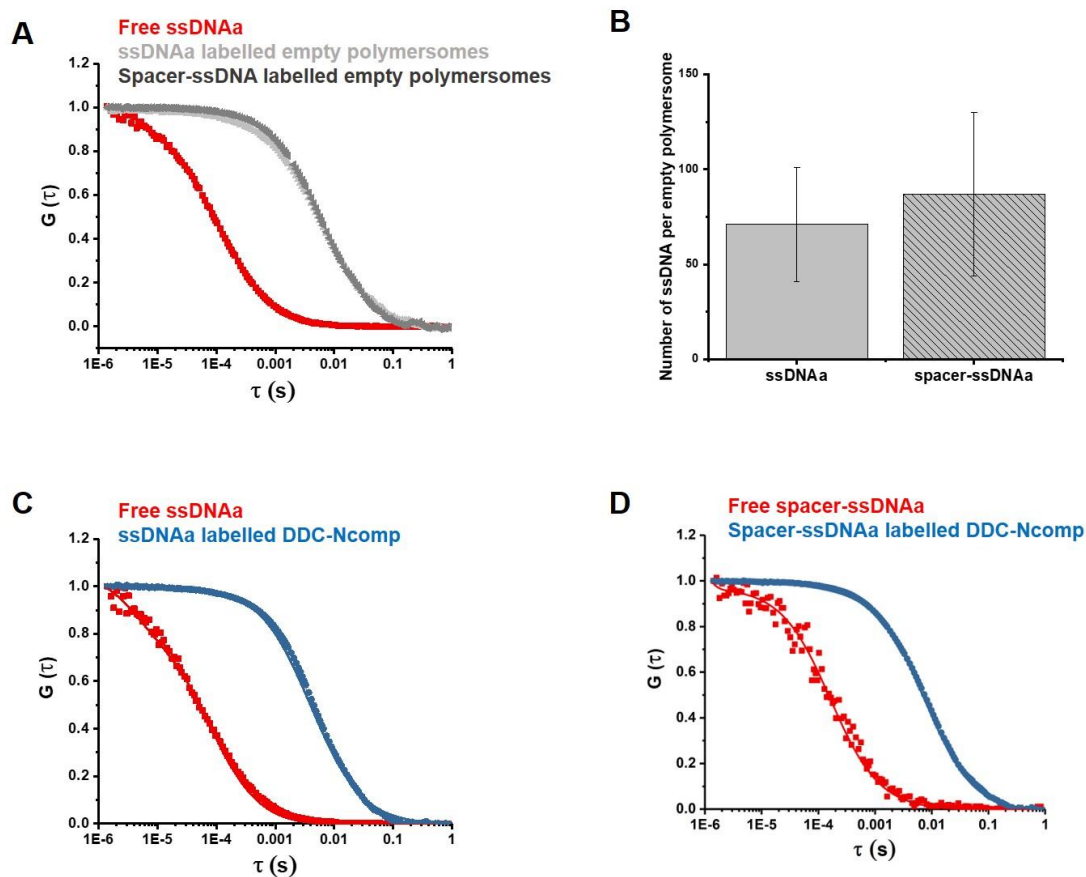 A
Free ssDNAa
ssDNAa labelled empty polymersomes
Spacer-ssDNA labelled empty polymersomes
1.2
1.0
0.8
0.6
0.4
0.2
0.0
G (τ)
1E-6 1E-5 1E-4 0.001 0.01 0.1 1
τ (s)
B
150
100
50
0
Number of ssDNA per empty polymersome
ssDNAa spacer-ssDNAa
C
Free ssDNAa
ssDNAa labelled DDC-Ncomp
1.2
1.0
0.8
0.6
0.4
0.2
0.0
G (τ)
1E-6 1E-5 1E-4 0.001 0.01 0.1 1
τ (s)
D
Free spacer-ssDNAa
Spacer-ssDNAa labelled DDC-Ncomp
1.2
1.0
0.8
0.6
0.4
0.2
0.0
G (τ)
1E-6 1E-5 1E-4 0.001 0.01 0.1 1
τ (s)